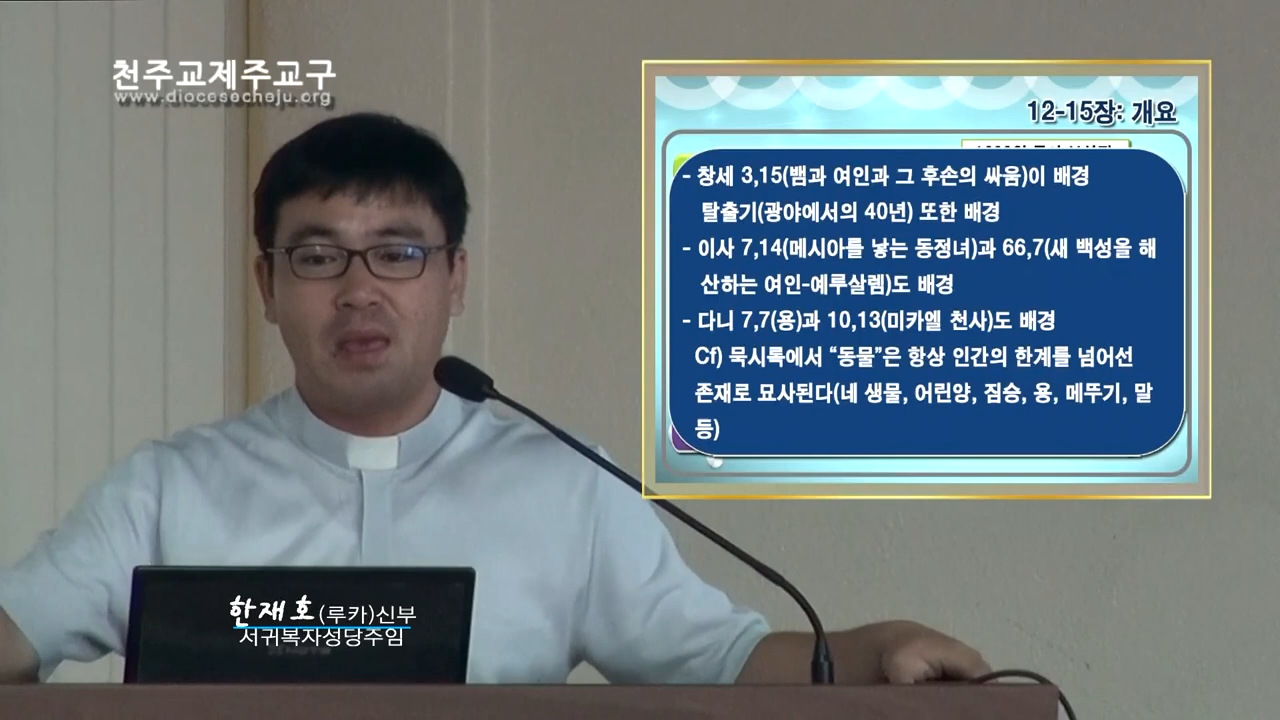 천주교제주교구
www.diocesecheju.org
12-15장: 개요
- 창세 3,15(뱀과 여인과 그 후손의 싸움)이 배경
탈출기(광야에서의 40년) 또한 배경
- 이사 7,14(메시아를 낳는 동정녀)과 66,7(새 백성을 해
산하는 여인-예루살렘)도 배경
- 다니 7,7(용)과 10,13(미카엘 천사)도 배경
Cf) 묵시록에서 “동물”은 항상 인간의 한계를 넘어선
존재로 묘사된다(네 생물, 어린양, 짐승, 용, 메뚜기, 말
등)
한재호(루카)신부
서귀복자성당주임